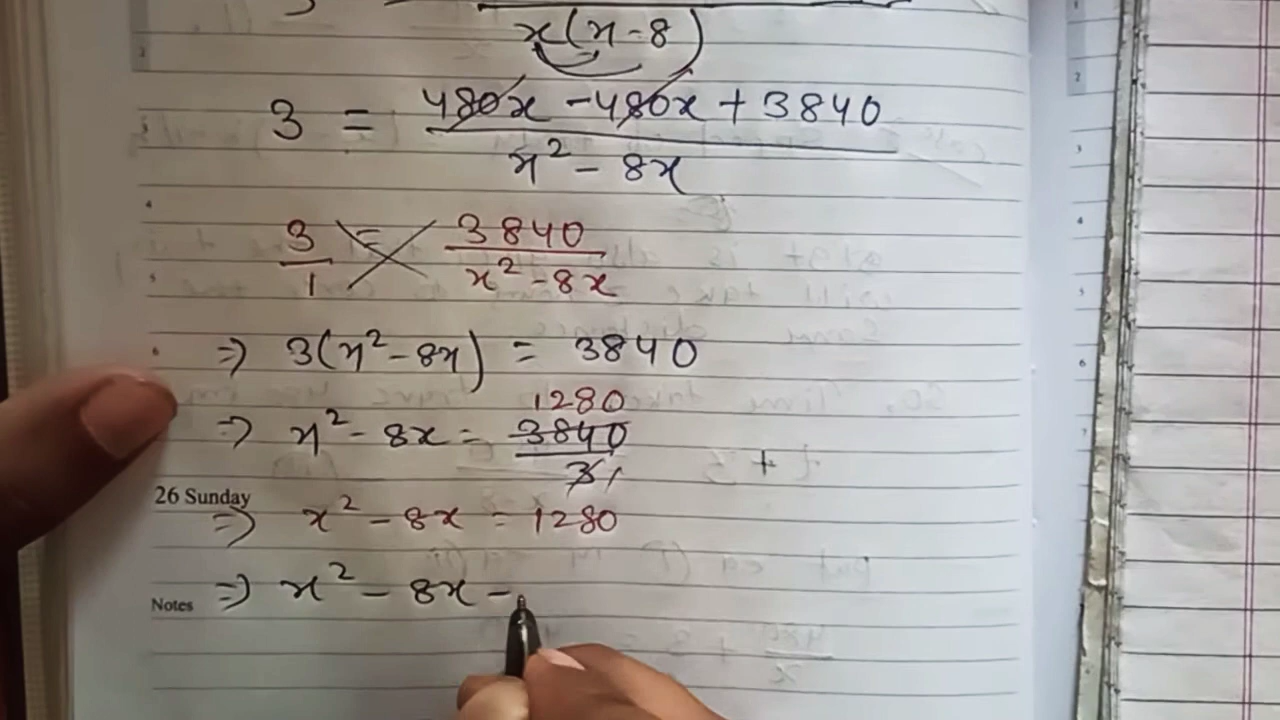 x(x-8)
3 = 480x - 480x + 3840
x² - 8x
3 = 3840
1 x² - 8x
⇒ 3(x² - 8x) = 3840
1280
⇒ x² - 8x = 3840
31
26 Sunday
⇒ x² - 8x = 1280
⇒ x² - 8x -
Notes